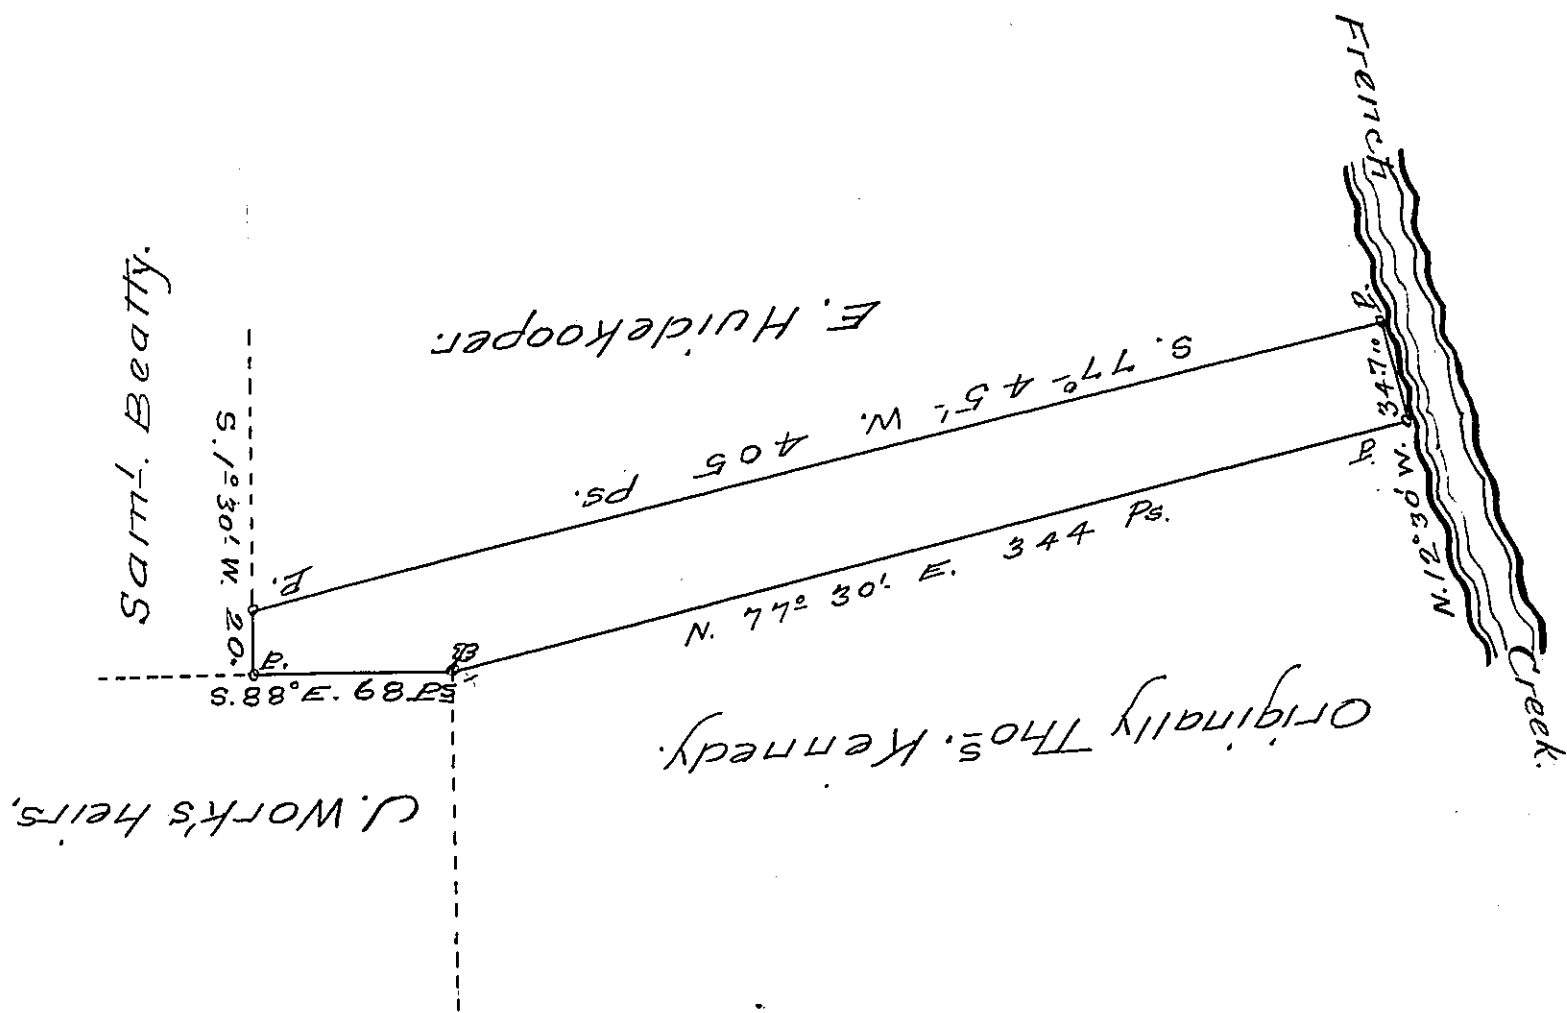 French
Creek.
Sam'l. Beatty.
E. Huidekooper.
S. 77°-45'- W. 405 Ps.
P.
34.7
P.
N. 12°30' W.
N. 77° 30'- E. 344 Ps.
S. 1°30'. W. 20.
P.
P.
B
S. 88° E. 68 Ps
Originally Thos. Kennedy.
J. Work's heirs,